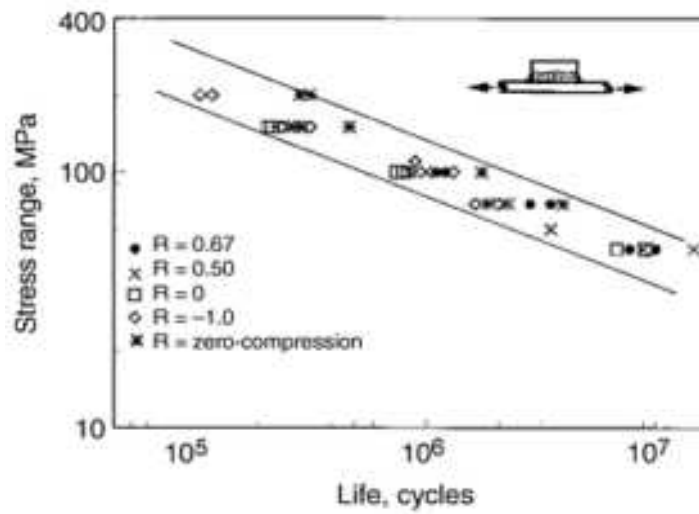 400
100
10
Stress range, MPa
R = 0.67
R = 0.50
R = 0
R = –1.0
R = zero-compression
10⁵
10⁶
10⁷
Life, cycles